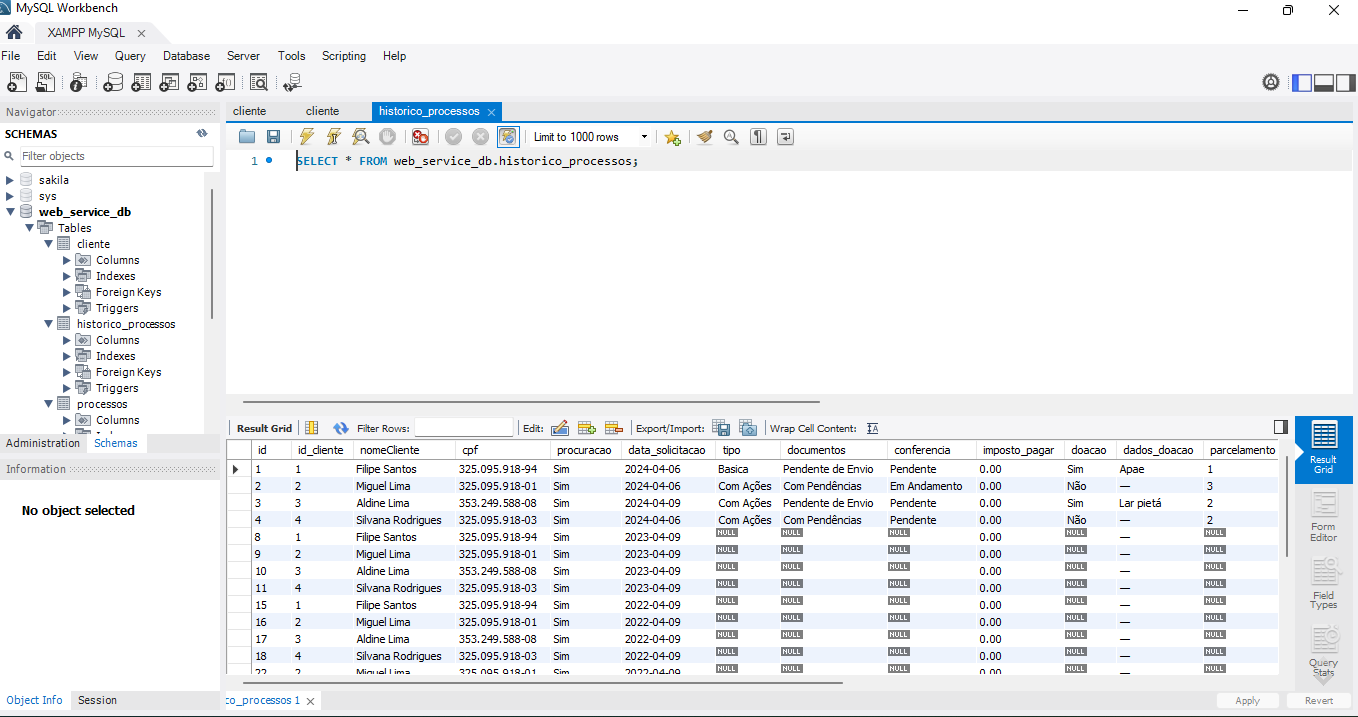 MySQL Workbench
XAMPP MySQL
File Edit View Query Database Server Tools Scripting Help
Navigator
SCHEMAS
Filter objects
sakila
sys
web_service_db
Tables
cliente
Columns
Indexes
Foreign Keys
Triggers
historico_processos
Columns
Indexes
Foreign Keys
Triggers
processos
Columns
Administration Schemas
Information
No object selected
Object Info Session
cliente cliente historico_processos
Limit to 1000 rows
1 SELECT * FROM web_service_db.historico_processos;
Result Grid Filter Rows: Edit: Export/Import: Wrap Cell Content:
id id_cliente nomeCliente cpf procuracao data_solicitacao tipo documentos conferencia imposto_pagar doacao dados_doacao parcelamento
1 1 Filipe Santos 325.095.918-94 Sim 2024-04-06 Basica Pendente de Envio Pendente 0.00 Sim Apae 1
2 2 Miguel Lima 325.095.918-01 Sim 2024-04-06 Com Ações Com Pendências Em Andamento 0.00 Não — 3
3 3 Aldine Lima 353.249.588-08 Sim 2024-04-06 Com Ações Pendente de Envio Pendente 0.00 Sim Lar pietá 2
4 4 Silvana Rodrigues 325.095.918-03 Sim 2024-04-06 Com Ações Com Pendências Pendente 0.00 Não — 2
8 1 Filipe Santos 325.095.918-94 Sim 2023-04-09 NULL NULL NULL 0.00 NULL — NULL
9 2 Miguel Lima 325.095.918-01 Sim 2023-04-09 NULL NULL NULL 0.00 NULL — NULL
10 3 Aldine Lima 353.249.588-08 Sim 2023-04-09 NULL NULL NULL 0.00 NULL — NULL
11 4 Silvana Rodrigues 325.095.918-03 Sim 2023-04-09 NULL NULL NULL 0.00 NULL — NULL
15 1 Filipe Santos 325.095.918-94 Sim 2022-04-09 NULL NULL NULL 0.00 NULL — NULL
16 2 Miguel Lima 325.095.918-01 Sim 2022-04-09 NULL NULL NULL 0.00 NULL — NULL
17 3 Aldine Lima 353.249.588-08 Sim 2022-04-09 NULL NULL NULL 0.00 NULL — NULL
18 4 Silvana Rodrigues 325.095.918-03 Sim 2022-04-09 NULL NULL NULL 0.00 NULL — NULL
22 2 Miguel Lima 325.095.918-01 Sim 2022-04-09 NULL NULL NULL 0.00 NULL — NULL
Result
Grid
Form
Editor
Field
Types
Query
Stats
co_processos 1
Apply Revert